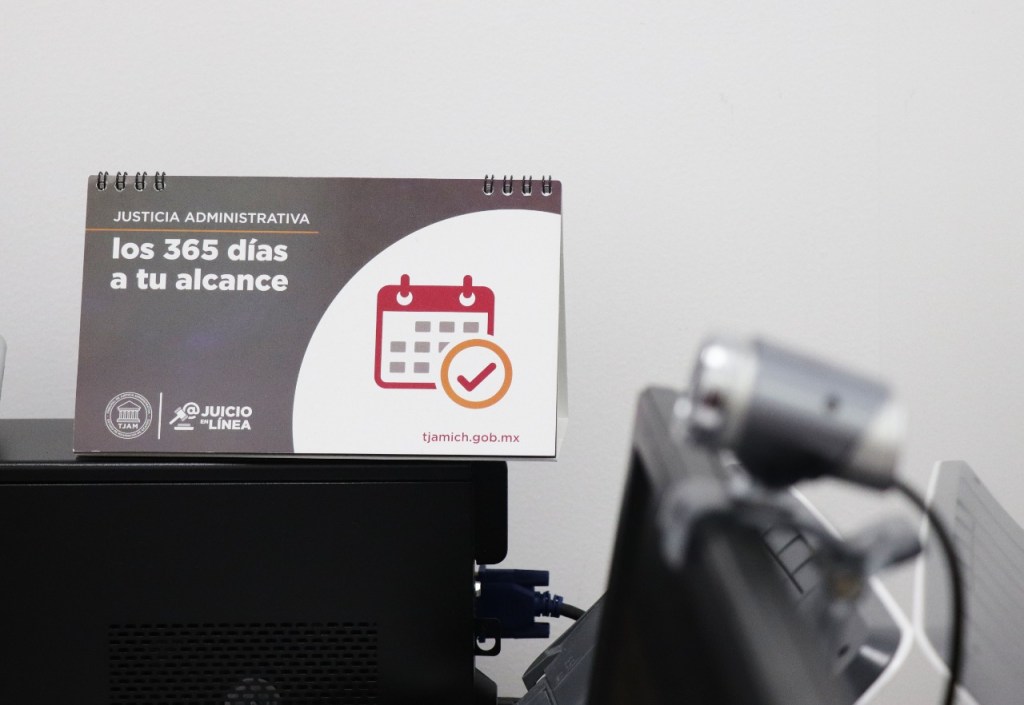 JUSTICIA ADMINISTRATIVA
los 365 días
a tu alcance
TJAM
@JUICIO
EN LÍNEA
tjamich.gob.mx